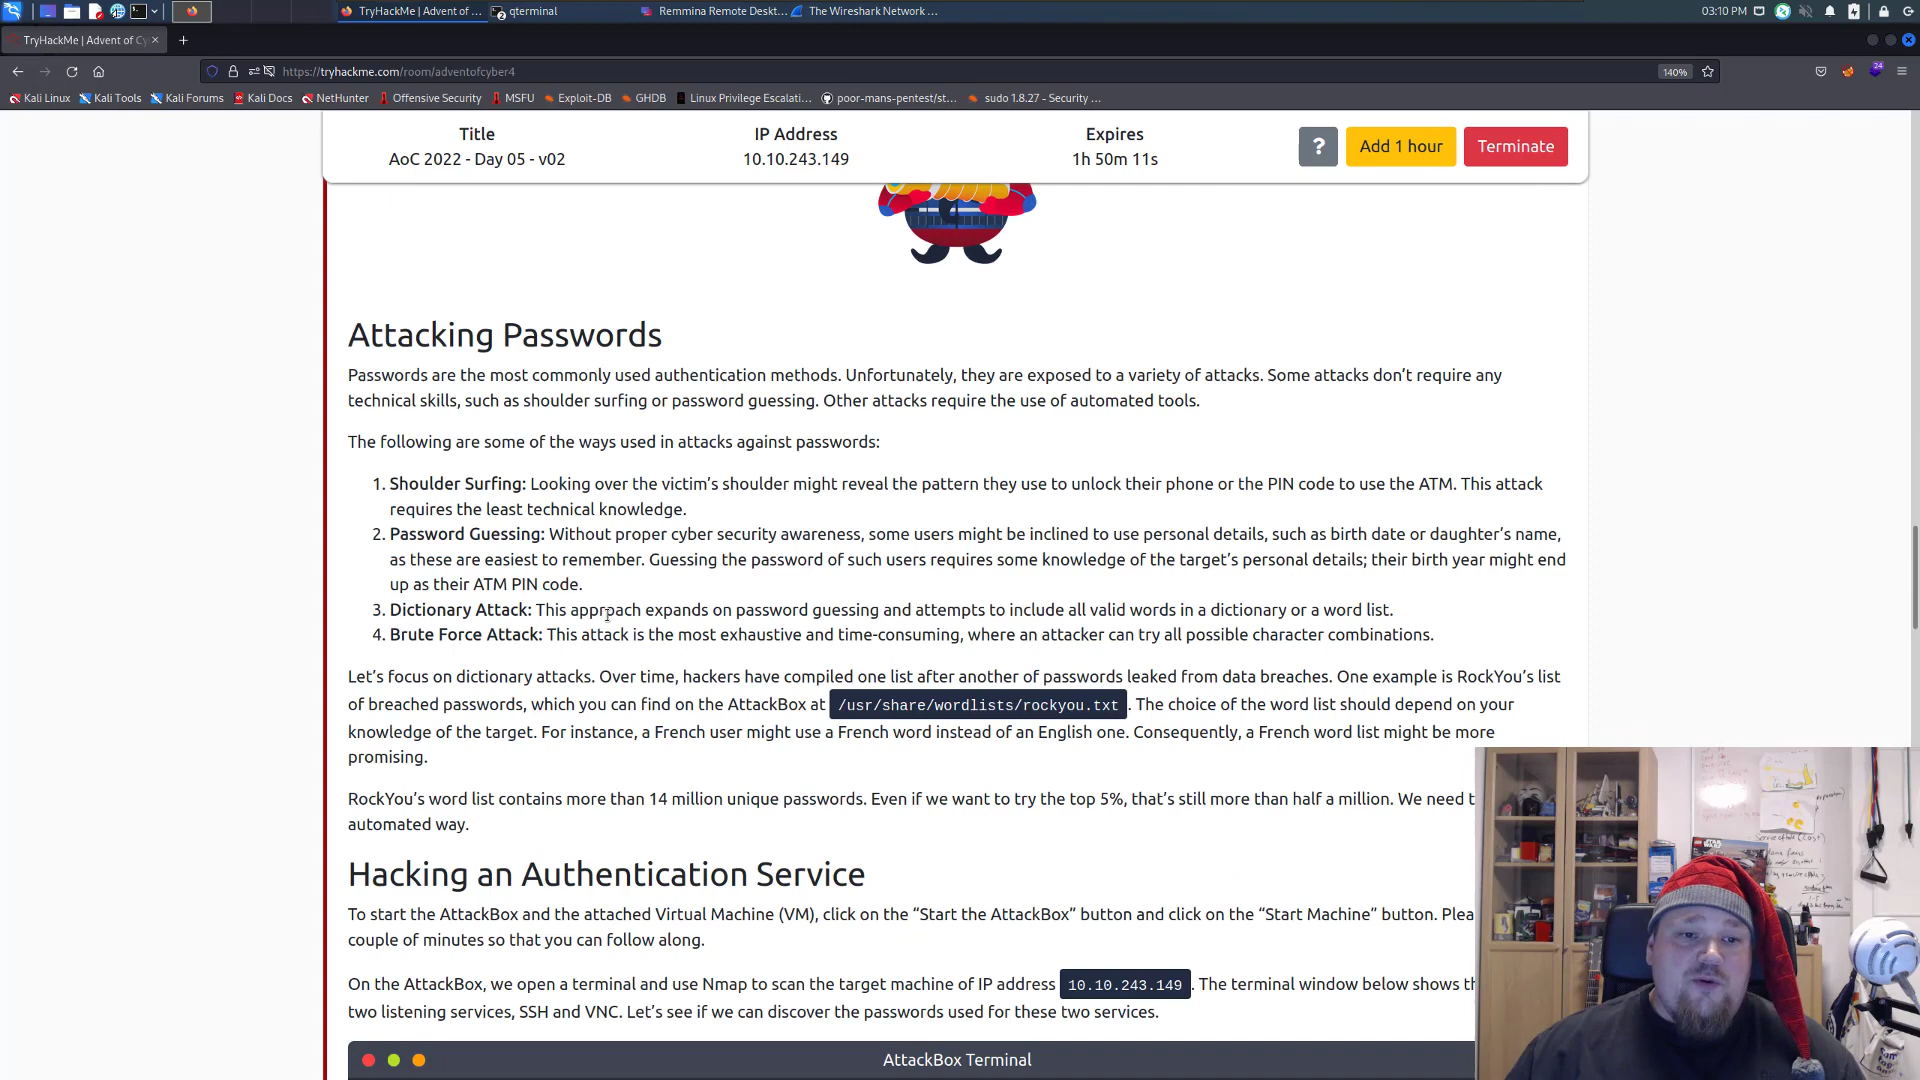 TryHackMe | Advent of ...
qterminal
Remmina Remote Deskt...
The Wireshark Network ...
03:10 PM
TryHackMe | Advent of Cy
https://tryhackme.com/room/adventofcyber4
140%
24
Kali Linux
Kali Tools
Kali Forums
Kali Docs
NetHunter
Offensive Security
MSFU
Exploit-DB
GHDB
Linux Privilege Escalati...
poor-mans-pentest/st...
sudo 1.8.27 - Security ...
Title
IP Address
Expires
AoC 2022 - Day 05 - v02
10.10.243.149
1h 50m 11s
?
Add 1 hour
Terminate
Attacking Passwords
Passwords are the most commonly used authentication methods. Unfortunately, they are exposed to a variety of attacks. Some attacks don’t require any
technical skills, such as shoulder surfing or password guessing. Other attacks require the use of automated tools.
The following are some of the ways used in attacks against passwords:
1. Shoulder Surfing: Looking over the victim’s shoulder might reveal the pattern they use to unlock their phone or the PIN code to use the ATM. This attack
requires the least technical knowledge.
2. Password Guessing: Without proper cyber security awareness, some users might be inclined to use personal details, such as birth date or daughter’s name,
as these are easiest to remember. Guessing the password of such users requires some knowledge of the target’s personal details; their birth year might end
up as their ATM PIN code.
3. Dictionary Attack: This approach expands on password guessing and attempts to include all valid words in a dictionary or a word list.
4. Brute Force Attack: This attack is the most exhaustive and time-consuming, where an attacker can try all possible character combinations.
Let’s focus on dictionary attacks. Over time, hackers have compiled one list after another of passwords leaked from data breaches. One example is RockYou’s list
of breached passwords, which you can find on the AttackBox at /usr/share/wordlists/rockyou.txt. The choice of the word list should depend on your
knowledge of the target. For instance, a French user might use a French word instead of an English one. Consequently, a French word list might be more
promising.
RockYou’s word list contains more than 14 million unique passwords. Even if we want to try the top 5%, that’s still more than half a million. We need t
automated way.
Hacking an Authentication Service
To start the AttackBox and the attached Virtual Machine (VM), click on the “Start the AttackBox” button and click on the “Start Machine” button. Plea
couple of minutes so that you can follow along.
On the AttackBox, we open a terminal and use Nmap to scan the target machine of IP address 10.10.243.149. The terminal window below shows th
two listening services, SSH and VNC. Let’s see if we can discover the passwords used for these two services.
AttackBox Terminal
STAR WARS